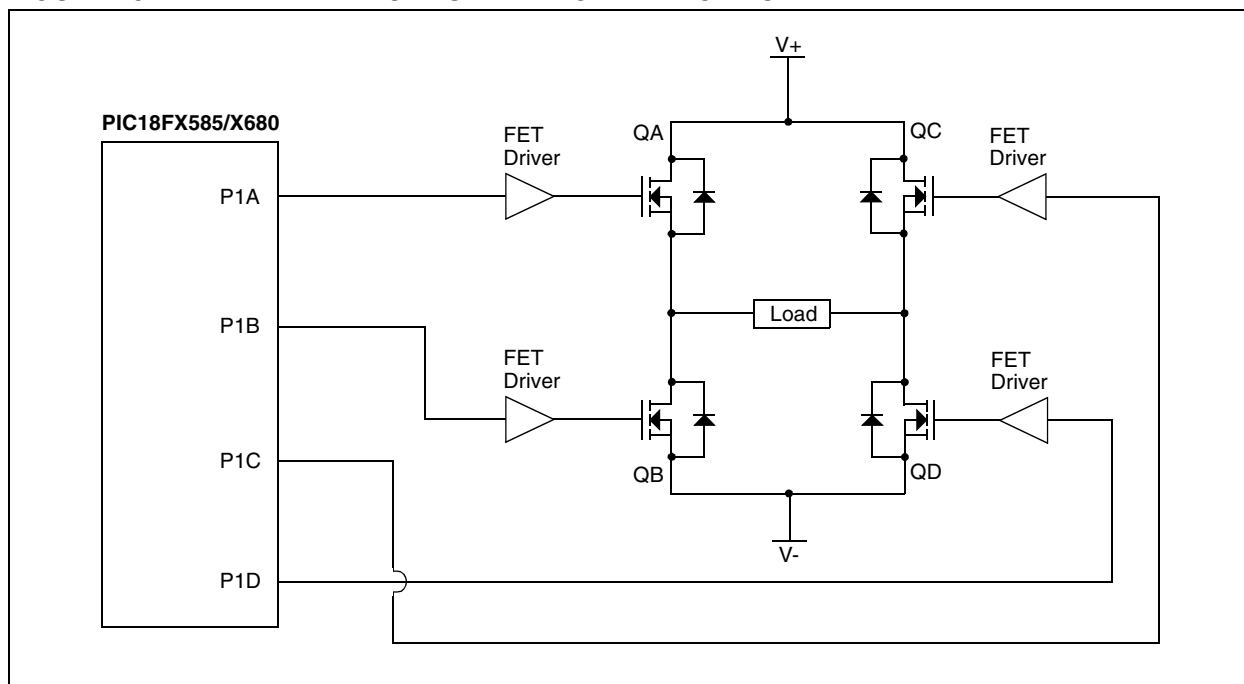 V+
PIC18FX585/X680
FET
Driver
QA
QC
FET
Driver
P1A
Load
P1B
FET
Driver
FET
Driver
P1C
QB
QD
V-
P1D